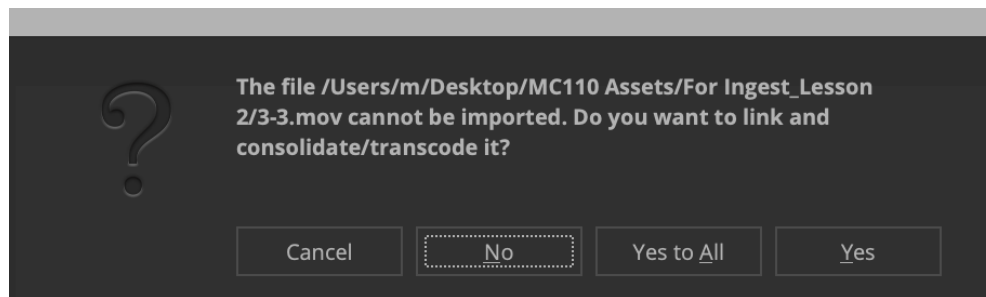 The file /Users/m/Desktop/MC110 Assets/For Ingest_Lesson
2/3-3.mov cannot be imported. Do you want to link and
consolidate/transcode it?
Cancel No Yes to All Yes